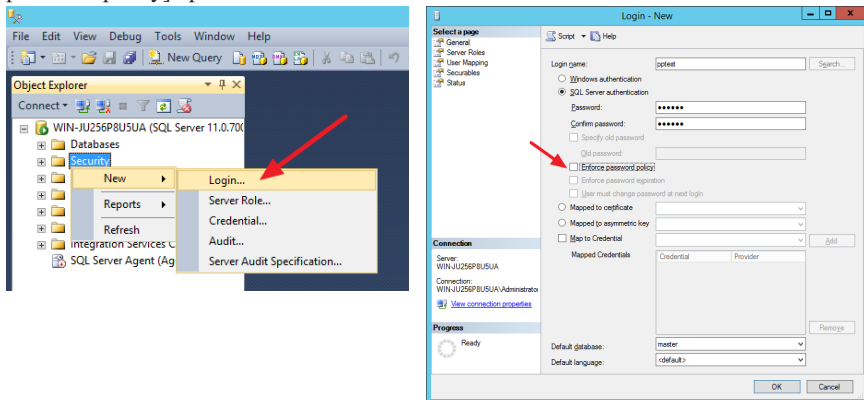 File Edit View Debug Tools Window Help
New Query
Object Explorer
Connect
WIN-JU256P8U5UA (SQL Server 11.0.700
Databases
Security
New
Reports
Refresh
Login...
Server Role...
Credential...
Audit...
Server Audit Specification...
Integration Services C
SQL Server Agent (Ag
Login - New
Select a page
General
Server Roles
User Mapping
Securables
Status
Script Help
Login name: pptest Search...
Windows authentication
SQL Server authentication
Password: ••••••
Confirm password: ••••••
Specify old password
Old password:
Enforce password policy
Enforce password expiration
User must change password at next login
Mapped to certificate
Mapped to asymmetric key
Map to Credential Add
Mapped Credentials Credential Provider
Remove
Default database: master
Default language: <default>
Connection
Server:
WIN-JU256P8U5UA
Connection:
WIN-JU256P8U5UA\Administrator
View connection properties
Progress
Ready
OK Cancel